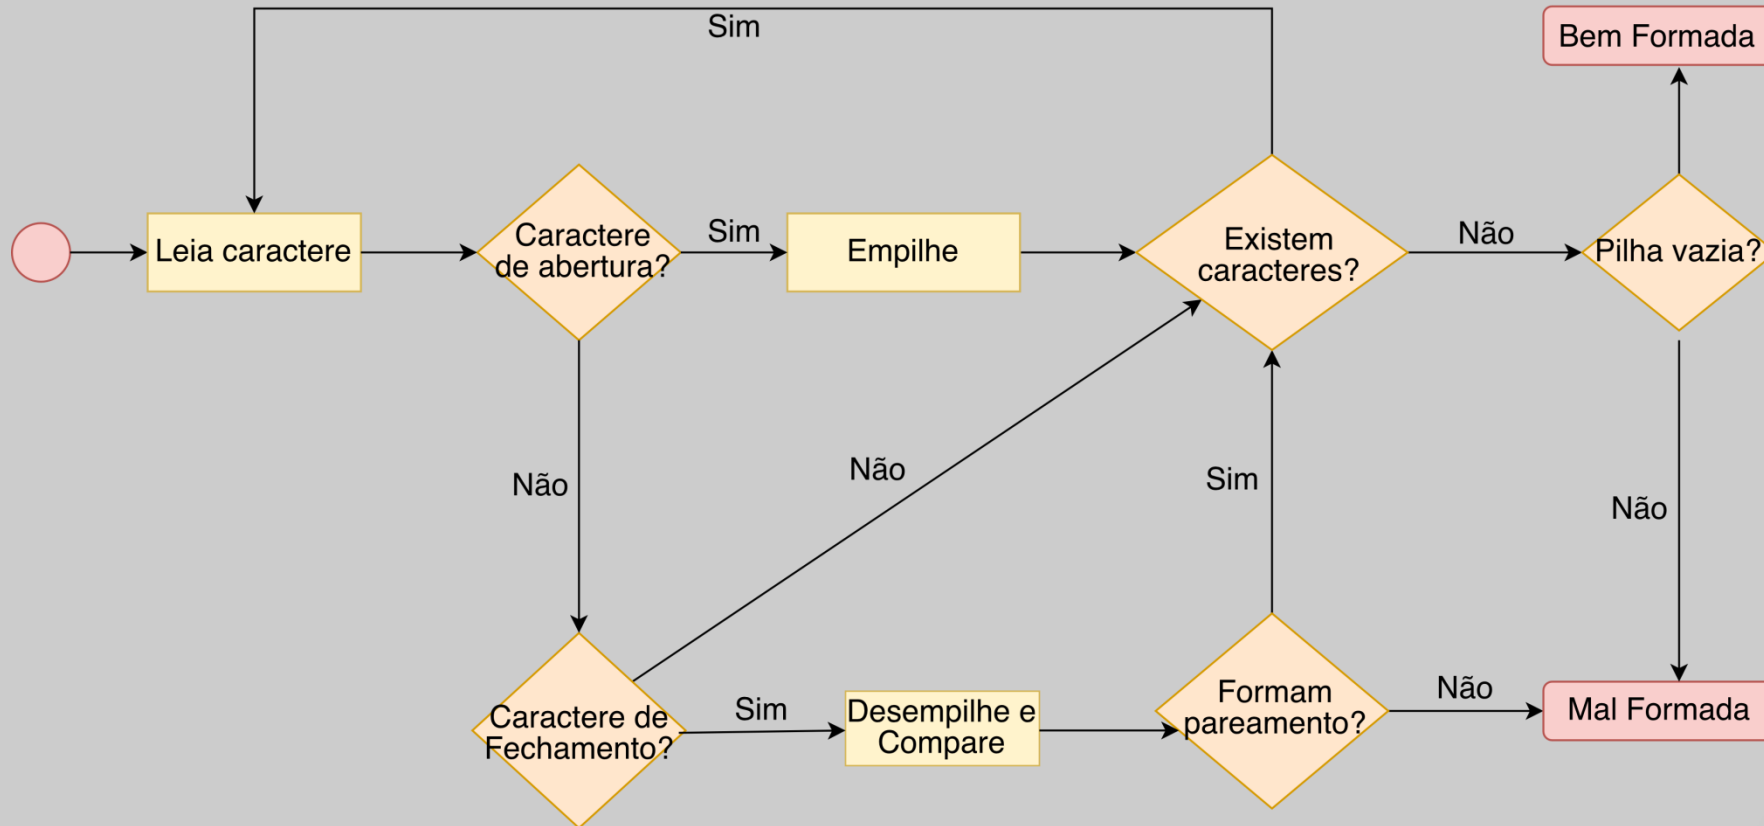 Sim
Bem Formada
Leia caractere
Caractere
de abertura?
Sim
Empilhe
Existem
caracteres?
Não
Pilha vazia?
Não
Não
Sim
Não
Caractere de
Fechamento?
Sim
Desempilhe e
Compare
Formam
pareamento?
Não
Mal Formada